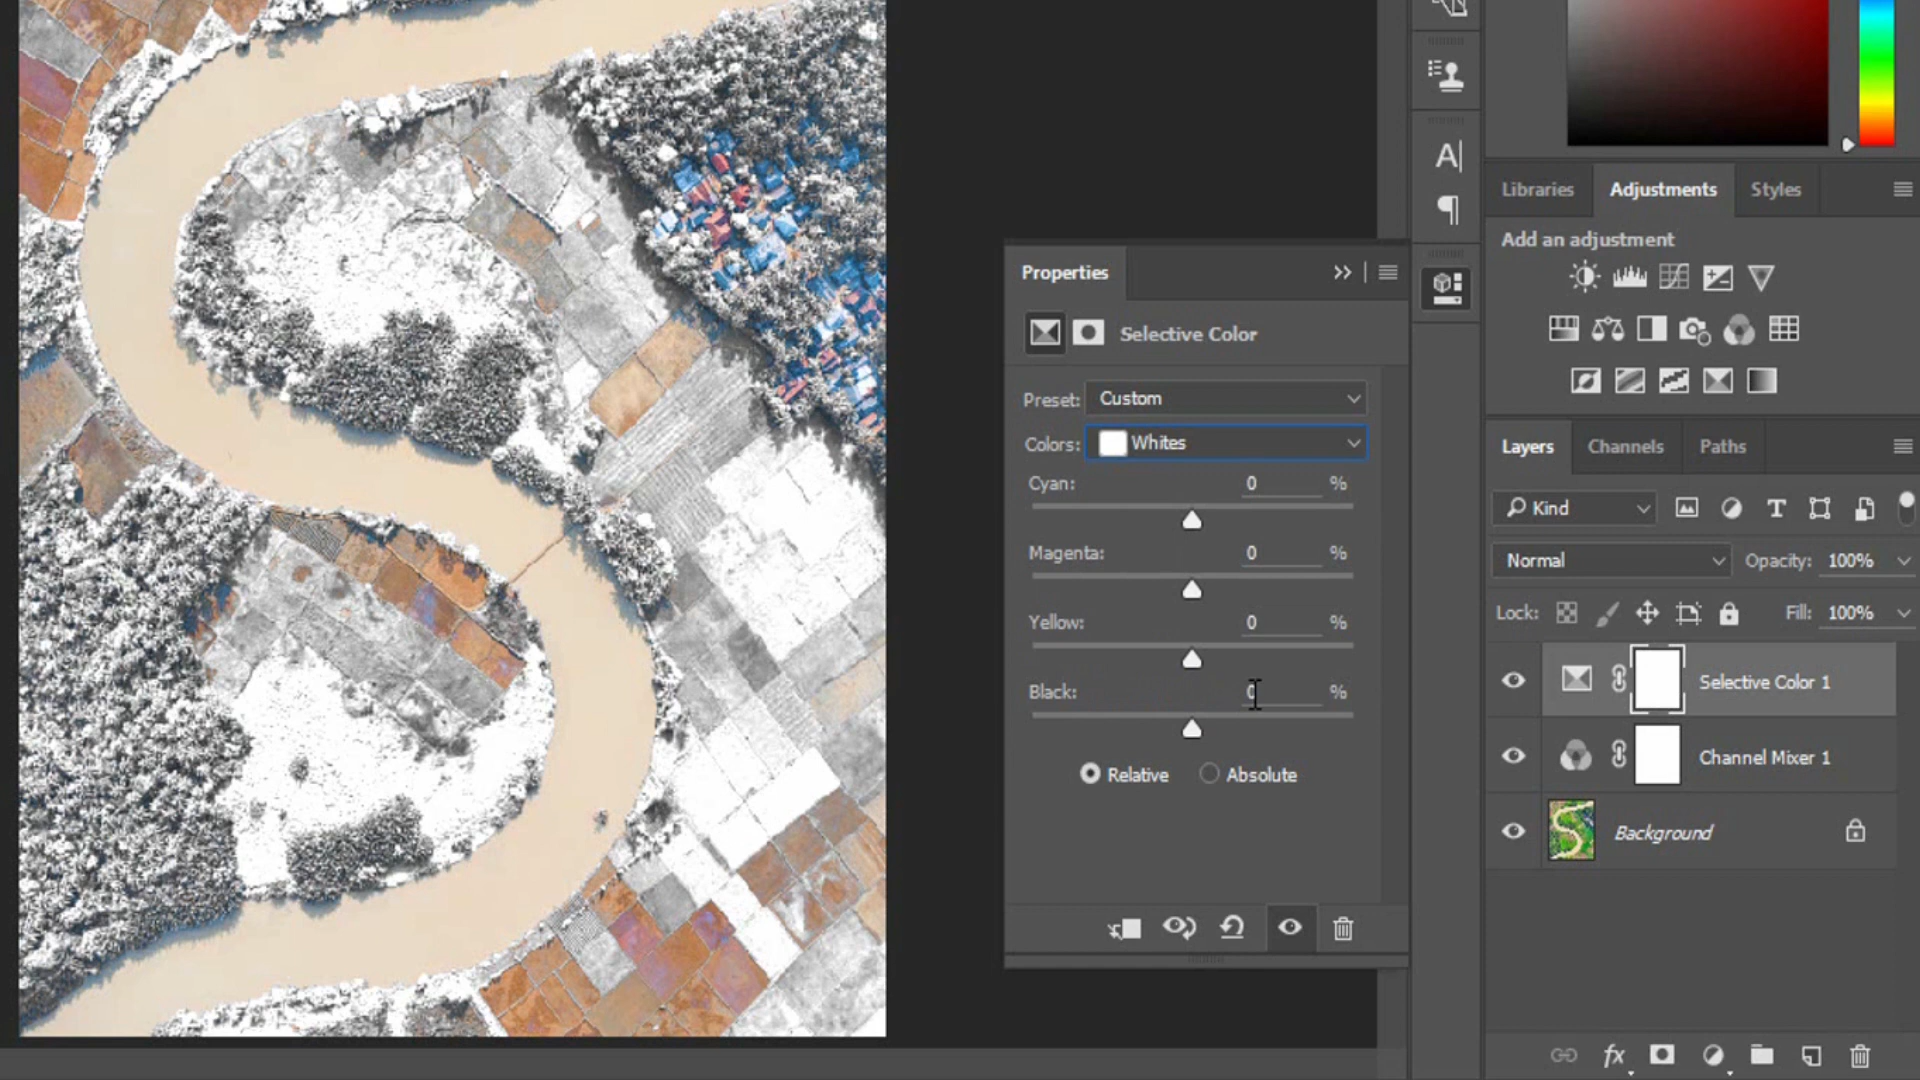 A|
¶
Libraries
Adjustments
Styles
Add an adjustment
Properties
Selective Color
Preset:
Custom
Colors:
Whites
Cyan:
0
%
Magenta:
0
%
Yellow:
0
%
Black:
0
%
Relative
Absolute
Layers
Channels
Paths
Kind
T
Normal
Opacity:
100%
Lock:
Fill:
100%
Selective Color 1
Channel Mixer 1
Background
fx